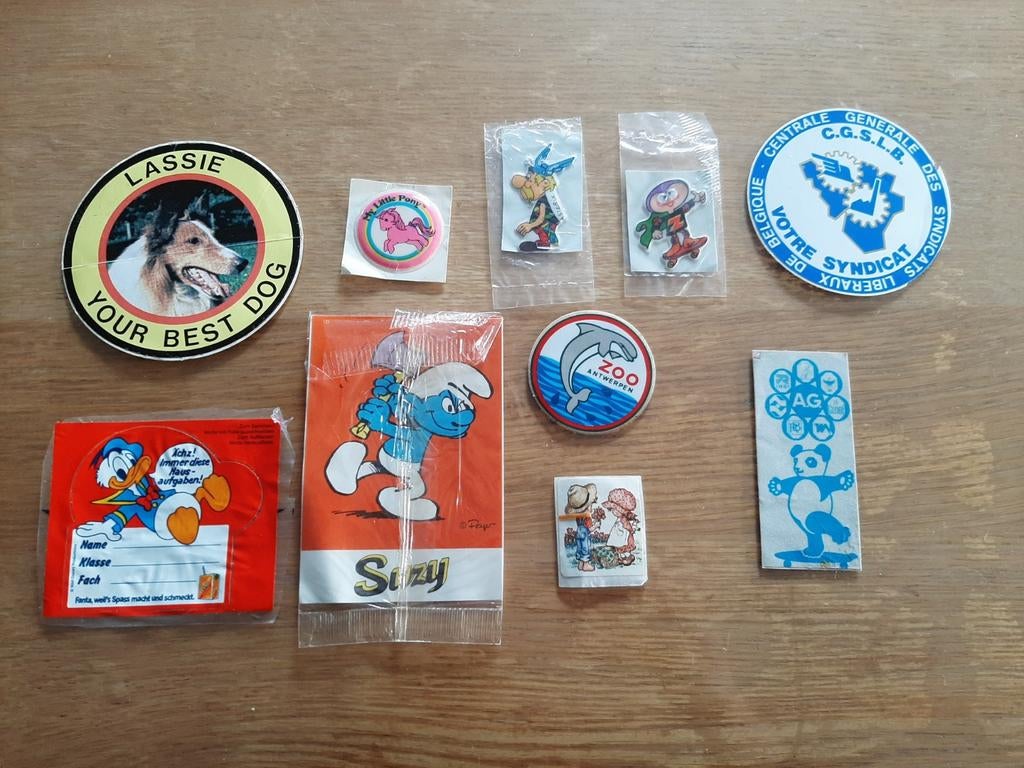 LASSIE
YOUR BEST DOG
My Little Pony
CENTRALE GENERALE DES SYNDICATS LIBERAUX DE BELGIQUE
C.G.S.L.B.
VOTRE SYNDICAT
ZOO
ANTWERPEN
AG
Ächz!
Immer diese
Haus-
aufgaben!
Name
Klasse
Fach
Fanta, weil's Spass macht und schmeckt.
© Peyo
Suzy